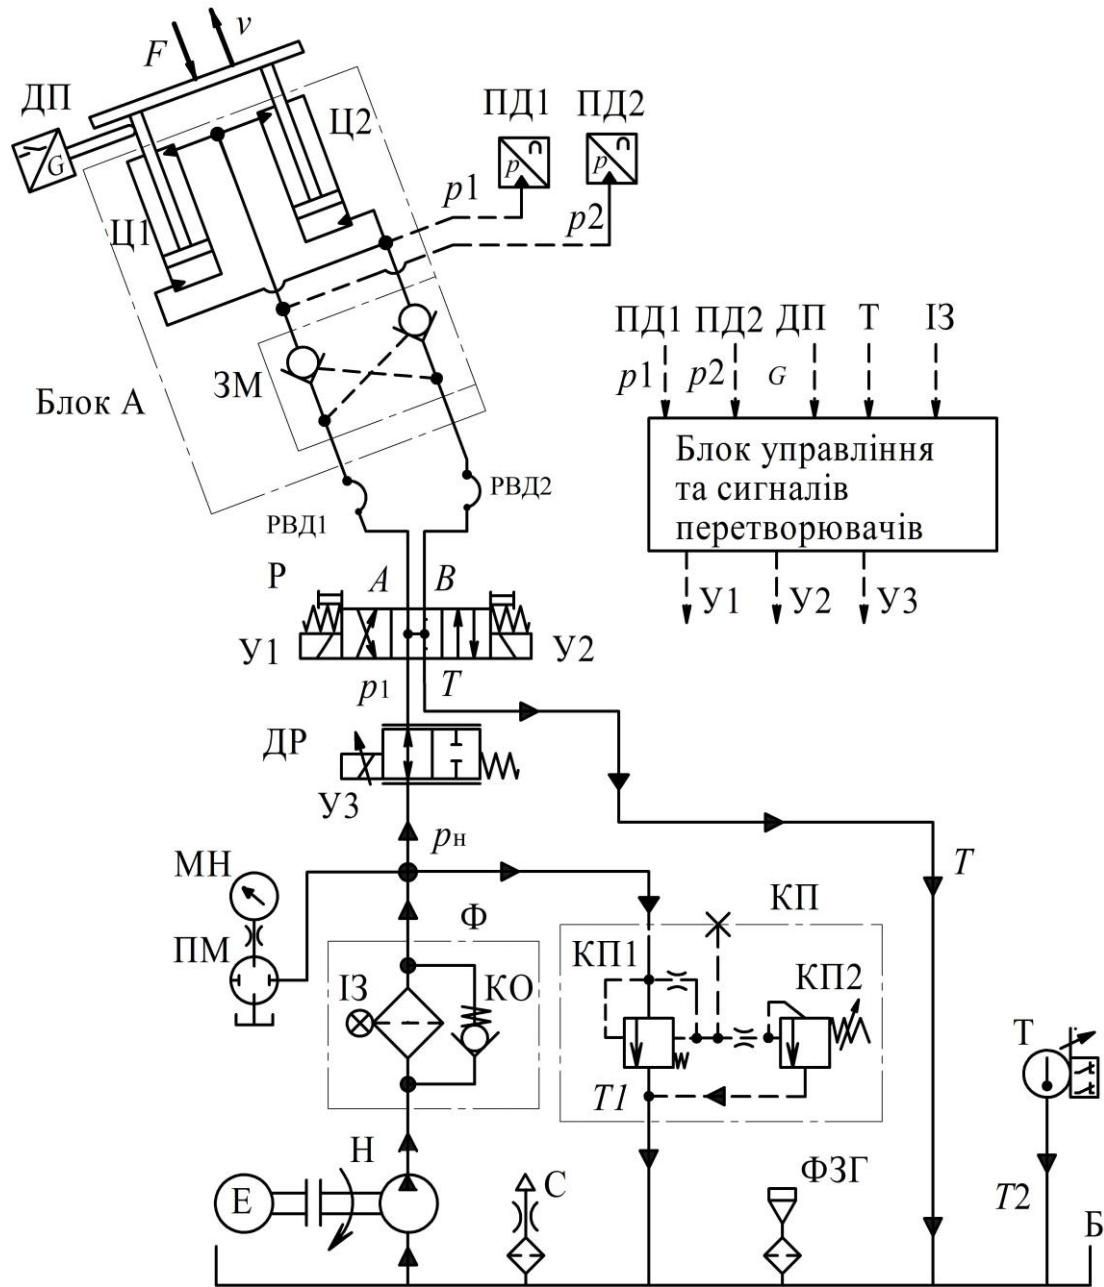 F
v
ДП
G
Ц1
Ц2
ПД1
ПД2
p
p
p1
p2
ЗМ
Блок А
РВД1
РВД2
ПД1
ПД2
ДП
Т
ІЗ
p1
p2
G
Блок управління
та сигналів
перетворювачів
У1
У2
У3
Р
A
B
У1
У2
p1
T
ДР
У3
pн
МН
ПМ
Ф
ІЗ
КО
КП
КП1
КП2
T1
T
Т
T2
Н
Е
С
ФЗГ
Б